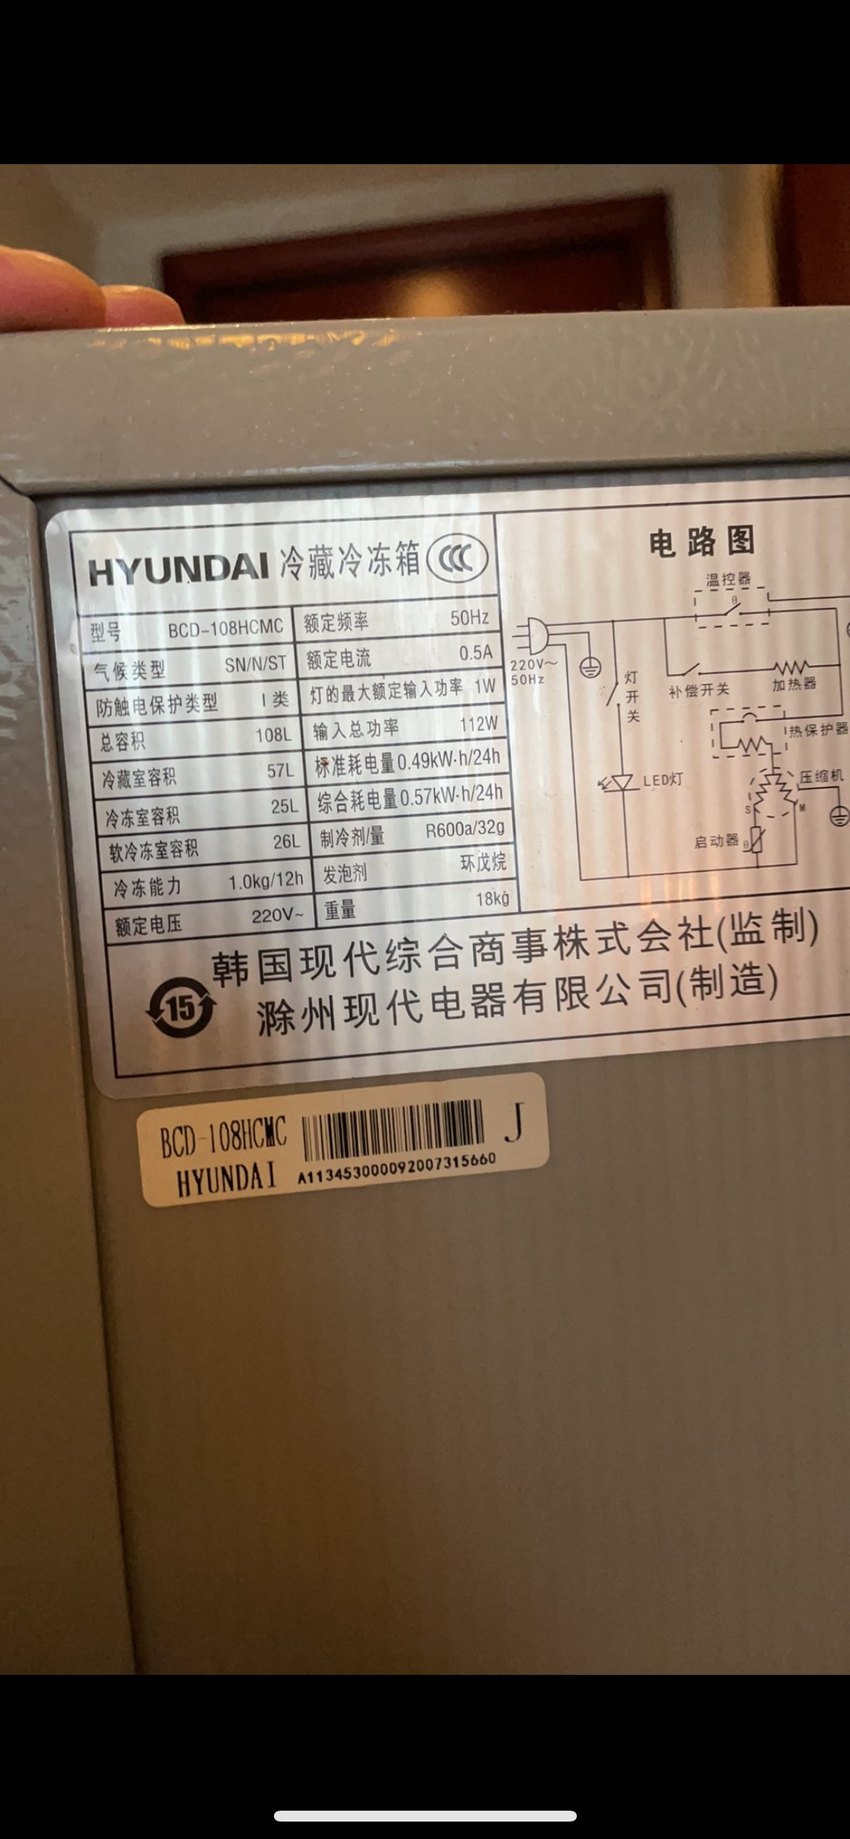 HYUNDAI 冷藏冷冻箱 CCC
型号 BCD-108HCMC 额定频率 50Hz
气候类型 SN/N/ST 额定电流 0.5A
防触电保护类型 I 类 灯的最大额定输入功率 1W
总容积 108L 输入总功率 112W
冷藏室容积 57L 标准耗电量 0.49kW·h/24h
冷冻室容积 25L 综合耗电量 0.57kW·h/24h
软冷冻室容积 26L 制冷剂/量 R600a/32g
冷冻能力 1.0kg/12h 发泡剂 环戊烷
额定电压 220V~ 重量 18kg
电路图
温控器
θ
220V~
50Hz
灯开关
补偿开关
加热器
热保护器
LED灯
压缩机
S
M
启动器
θ
韩国现代综合商事株式会社(监制)
15
滁州现代电器有限公司(制造)
BCD-108HCMC
J
HYUNDAI
A1134530000092007315660